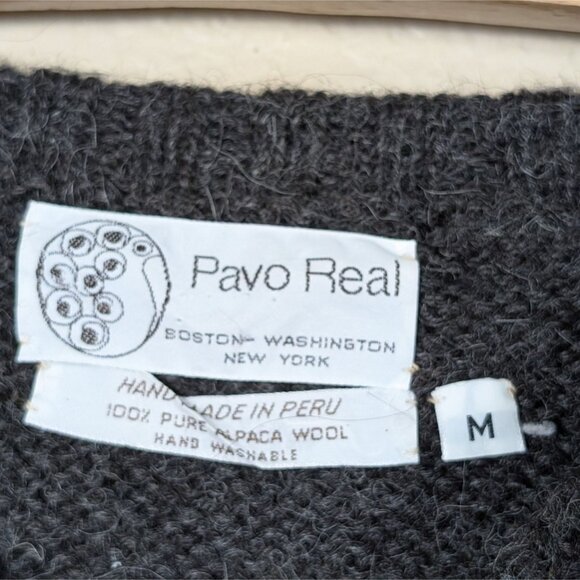 Pavo Real
BOSTON- WASHINGTON
NEW YORK
HAND MADE IN PERU
100% PURE ALPACA WOOL
HAND WASHABLE
M